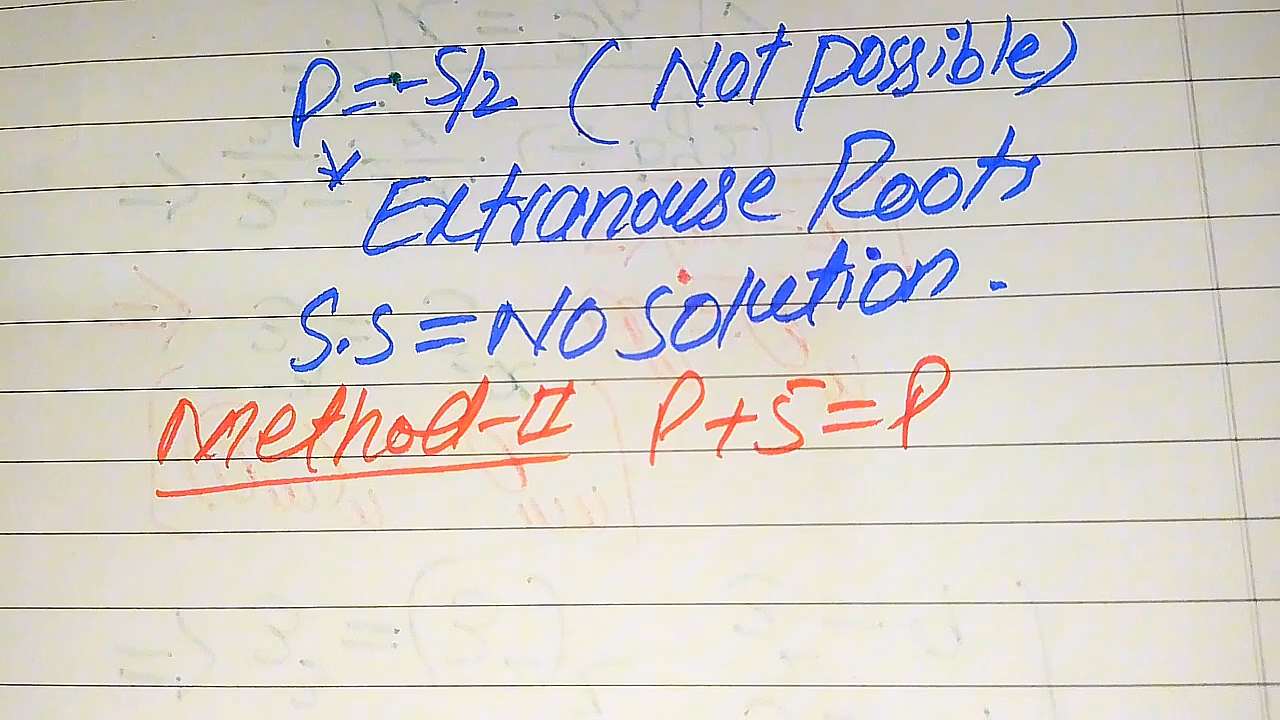 P=-5/2 (Not possible)
* Extranouse Roots
S.S=No solution.
Method-II P+5=P